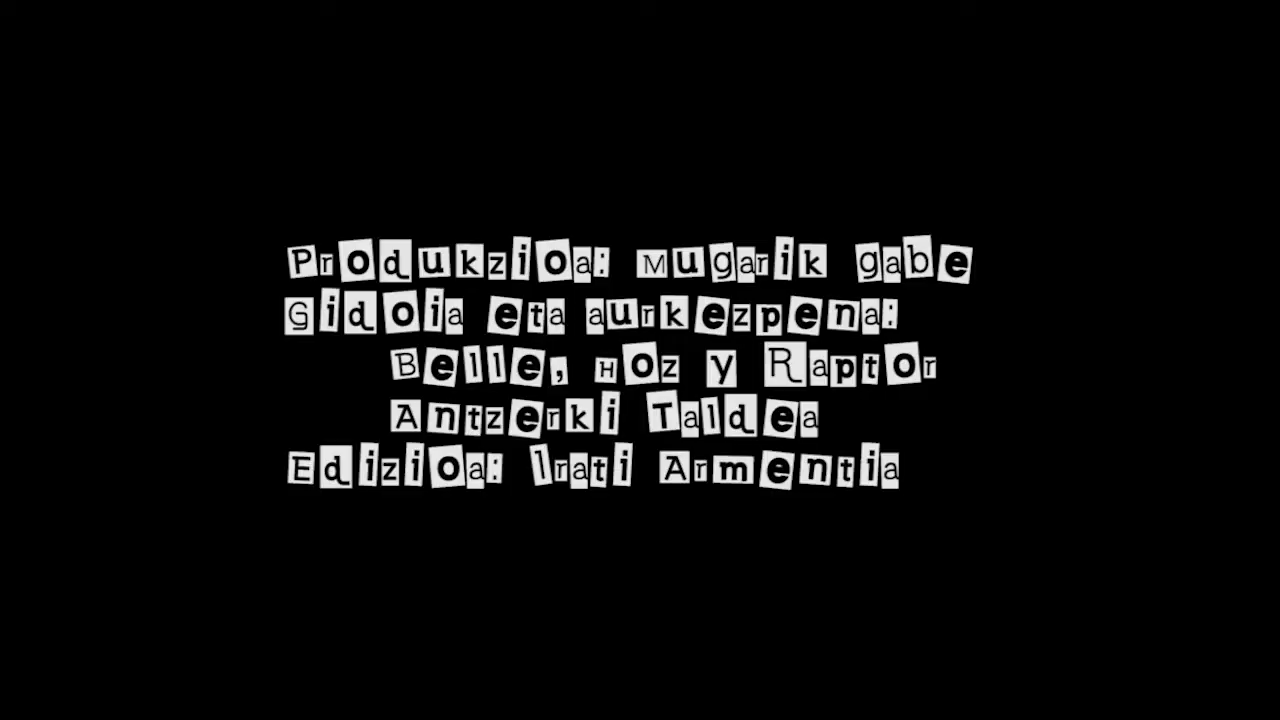 Produkzioa: Mugarik gabe
Gidoia eta aurkezpena:
Belle, Hoz y Raptor
Antzerki Taldea
Edizioa: Irati Armentia